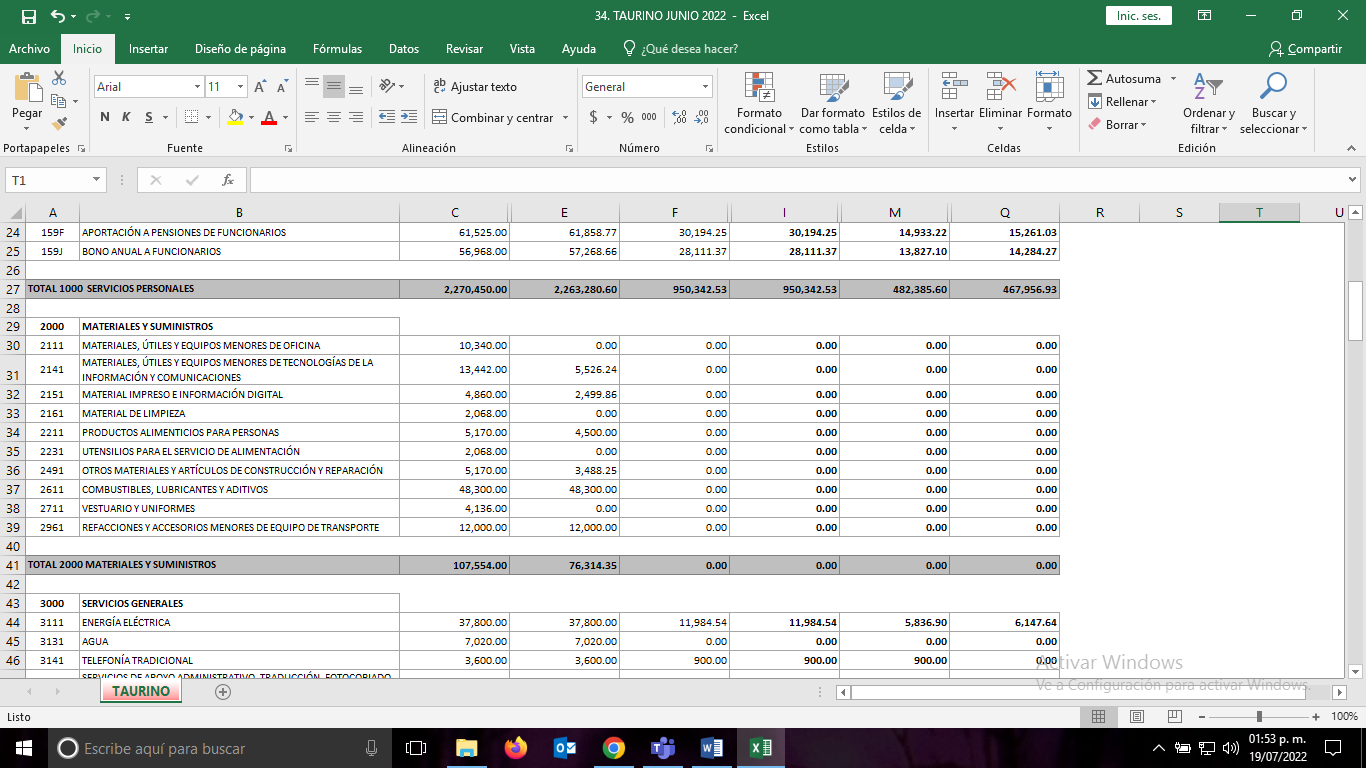 34. TAURINO JUNIO 2022 - Excel
Inic. ses.
Archivo Inicio Insertar Diseño de página Fórmulas Datos Revisar Vista Ayuda ¿Qué desea hacer? Compartir
Pegar
Portapapeles
Arial 11
N K S
Fuente
Ajustar texto
Combinar y centrar
Alineación
General
$ % 000
Número
Formato condicional
Dar formato como tabla
Estilos de celda
Estilos
Insertar Eliminar Formato
Celdas
Autosuma
Rellenar
Borrar
Ordenar y filtrar
Buscar y seleccionar
Edición
T1
fx
A B C E F I M Q R S T U
24 159F APORTACIÓN A PENSIONES DE FUNCIONARIOS 61,525.00 61,858.77 30,194.25 30,194.25 14,933.22 15,261.03
25 159J BONO ANUAL A FUNCIONARIOS 56,968.00 57,268.66 28,111.37 28,111.37 13,827.10 14,284.27
26
27 TOTAL 1000 SERVICIOS PERSONALES 2,270,450.00 2,263,280.60 950,342.53 950,342.53 482,385.60 467,956.93
28
29 2000 MATERIALES Y SUMINISTROS
30 2111 MATERIALES, ÚTILES Y EQUIPOS MENORES DE OFICINA 10,340.00 0.00 0.00 0.00 0.00 0.00
31 2141 MATERIALES, ÚTILES Y EQUIPOS MENORES DE TECNOLOGÍAS DE LA
INFORMACIÓN Y COMUNICACIONES 13,442.00 5,526.24 0.00 0.00 0.00 0.00
32 2151 MATERIAL IMPRESO E INFORMACIÓN DIGITAL 4,860.00 2,499.86 0.00 0.00 0.00 0.00
33 2161 MATERIAL DE LIMPIEZA 2,068.00 0.00 0.00 0.00 0.00 0.00
34 2211 PRODUCTOS ALIMENTICIOS PARA PERSONAS 5,170.00 4,500.00 0.00 0.00 0.00 0.00
35 2231 UTENSILIOS PARA EL SERVICIO DE ALIMENTACIÓN 2,068.00 0.00 0.00 0.00 0.00 0.00
36 2491 OTROS MATERIALES Y ARTÍCULOS DE CONSTRUCCIÓN Y REPARACIÓN 5,170.00 3,488.25 0.00 0.00 0.00 0.00
37 2611 COMBUSTIBLES, LUBRICANTES Y ADITIVOS 48,300.00 48,300.00 0.00 0.00 0.00 0.00
38 2711 VESTUARIO Y UNIFORMES 4,136.00 0.00 0.00 0.00 0.00 0.00
39 2961 REFACCIONES Y ACCESORIOS MENORES DE EQUIPO DE TRANSPORTE 12,000.00 12,000.00 0.00 0.00 0.00 0.00
40
41 TOTAL 2000 MATERIALES Y SUMINISTROS 107,554.00 76,314.35 0.00 0.00 0.00 0.00
42
43 3000 SERVICIOS GENERALES
44 3111 ENERGÍA ELÉCTRICA 37,800.00 37,800.00 11,984.54 11,984.54 5,836.90 6,147.64
45 3131 AGUA 7,020.00 7,020.00 0.00 0.00 0.00 0.00
46 3141 TELEFONÍA TRADICIONAL 3,600.00 3,600.00 900.00 900.00 900.00 0.00
SERVICIOS DE APOYO ADMINISTRATIVO, TRADUCCIÓN, FOTOCOPIADO
Activar Windows
Ve a Configuración para activar Windows.
TAURINO
Listo
100%
Escribe aquí para buscar
01:53 p. m.
19/07/2022